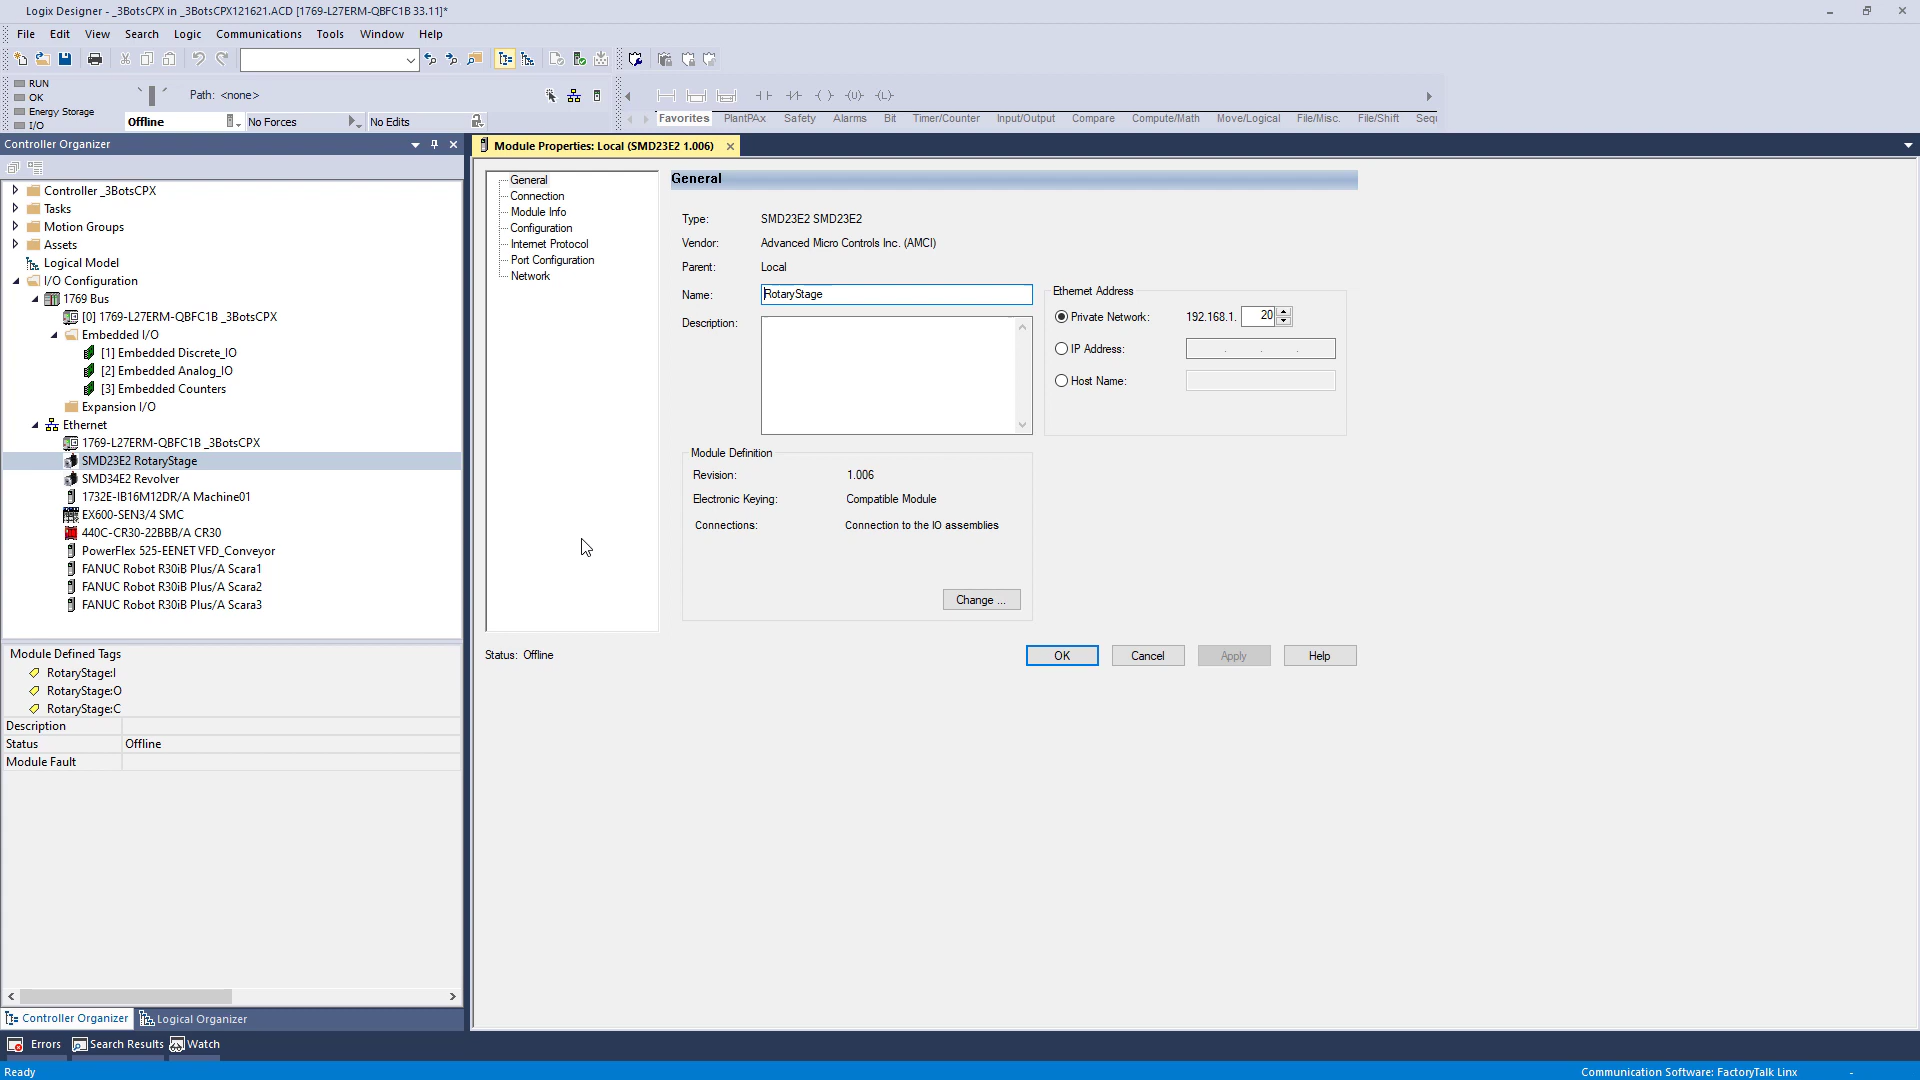 Logix Designer - _3BotsCPX in _3BotsCPX121621.ACD [1769-L27ERM-QBFC1B 33.11]*
File Edit View Search Logic Communications Tools Window Help
RUN
OK
Energy Storage
I/O
Path: <none>
Offline
No Forces
No Edits
Favorites PlantPAx Safety Alarms Bit Timer/Counter Input/Output Compare Compute/Math Move/Logical File/Misc. File/Shift Sequ
Controller Organizer
Controller _3BotsCPX
Tasks
Motion Groups
Assets
Logical Model
I/O Configuration
1769 Bus
[0] 1769-L27ERM-QBFC1B _3BotsCPX
Embedded I/O
[1] Embedded Discrete_IO
[2] Embedded Analog_IO
[3] Embedded Counters
Expansion I/O
Ethernet
1769-L27ERM-QBFC1B _3BotsCPX
SMD23E2 RotaryStage
SMD34E2 Revolver
1732E-IB16M12DR/A Machine01
EX600-SEN3/4 SMC
440C-CR30-22BBB/A CR30
PowerFlex 525-EENET VFD_Conveyor
FANUC Robot R30iB Plus/A Scara1
FANUC Robot R30iB Plus/A Scara2
FANUC Robot R30iB Plus/A Scara3
Module Defined Tags
RotaryStage:I
RotaryStage:O
RotaryStage:C
Description
Status Offline
Module Fault
Controller Organizer
Logical Organizer
Module Properties: Local (SMD23E2 1.006)
General
Connection
Module Info
Configuration
Internet Protocol
Port Configuration
Network
General
Type: SMD23E2 SMD23E2
Vendor: Advanced Micro Controls Inc. (AMCI)
Parent: Local
Name: RotaryStage
Description:
Ethernet Address
Private Network: 192.168.1. 20
IP Address: . . .
Host Name:
Module Definition
Revision: 1.006
Electronic Keying: Compatible Module
Connections: Connection to the IO assemblies
Change ...
Status: Offline
OK Cancel Apply Help
Errors Search Results Watch
Ready
Communication Software: FactoryTalk Linx